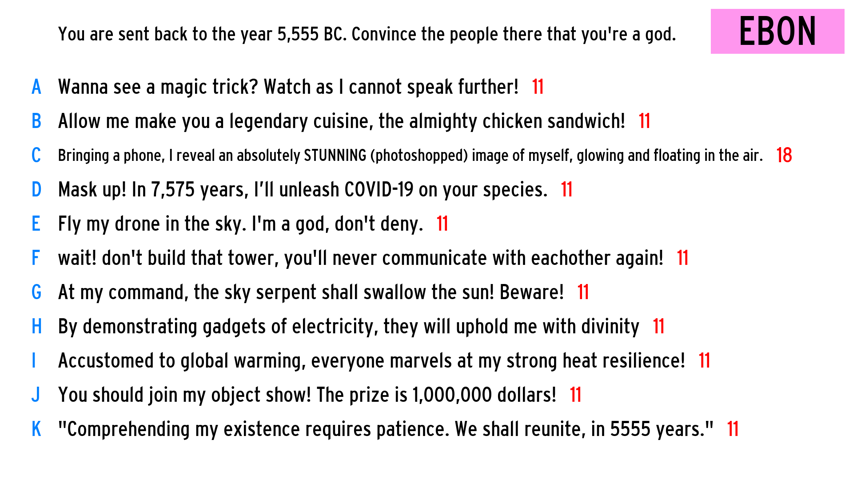 You are sent back to the year 5,555 BC. Convince the people there that you're a god.
EBON
A Wanna see a magic trick? Watch as I cannot speak further! 11
B Allow me make you a legendary cuisine, the almighty chicken sandwich! 11
C Bringing a phone, I reveal an absolutely STUNNING (photoshopped) image of myself, glowing and floating in the air. 18
D Mask up! In 7,575 years, I’ll unleash COVID-19 on your species. 11
E Fly my drone in the sky. I'm a god, don't deny. 11
F wait! don't build that tower, you'll never communicate with eachother again! 11
G At my command, the sky serpent shall swallow the sun! Beware! 11
H By demonstrating gadgets of electricity, they will uphold me with divinity 11
I Accustomed to global warming, everyone marvels at my strong heat resilience! 11
J You should join my object show! The prize is 1,000,000 dollars! 11
K "Comprehending my existence requires patience. We shall reunite, in 5555 years." 11